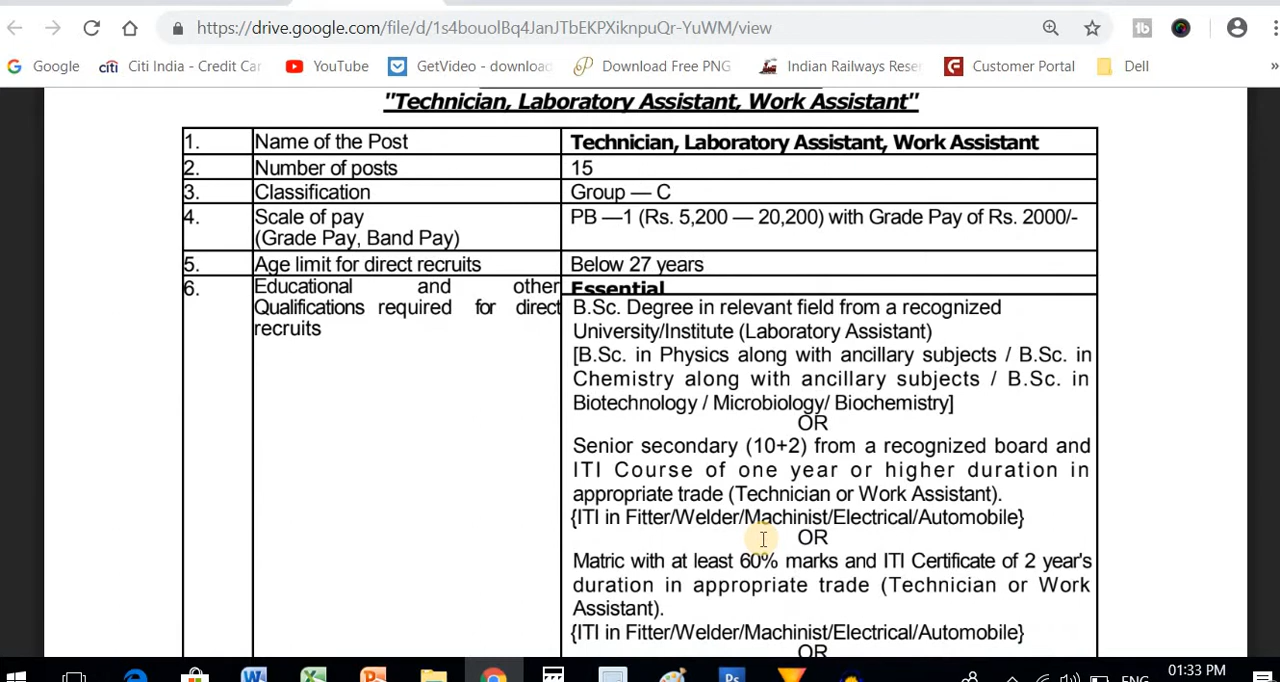 https://drive.google.com/file/d/1s4bouolBq4JanJTbEKPXiknpuQr-YuWM/view
Google
citi Citi India - Credit Car
YouTube
GetVideo - download
Download Free PNG
Indian Railways Rese
Customer Portal
Dell
»
"Technician, Laboratory Assistant, Work Assistant"
1. Name of the Post Technician, Laboratory Assistant, Work Assistant
2. Number of posts 15
3. Classification Group — C
4. Scale of pay PB —1 (Rs. 5,200 — 20,200) with Grade Pay of Rs. 2000/-
(Grade Pay, Band Pay)
5. Age limit for direct recruits Below 27 years
6. Educational and other Essential
Qualifications required for direct
recruits
B.Sc. Degree in relevant field from a recognized
University/Institute (Laboratory Assistant)
[B.Sc. in Physics along with ancillary subjects / B.Sc. in
Chemistry along with ancillary subjects / B.Sc. in
Biotechnology / Microbiology/ Biochemistry]
OR
Senior secondary (10+2) from a recognized board and
ITI Course of one year or higher duration in
appropriate trade (Technician or Work Assistant).
{ITI in Fitter/Welder/Machinist/Electrical/Automobile}
OR
Matric with at least 60% marks and ITI Certificate of 2 year's
duration in appropriate trade (Technician or Work
Assistant).
{ITI in Fitter/Welder/Machinist/Electrical/Automobile}
OR
01:33 PM
ENG